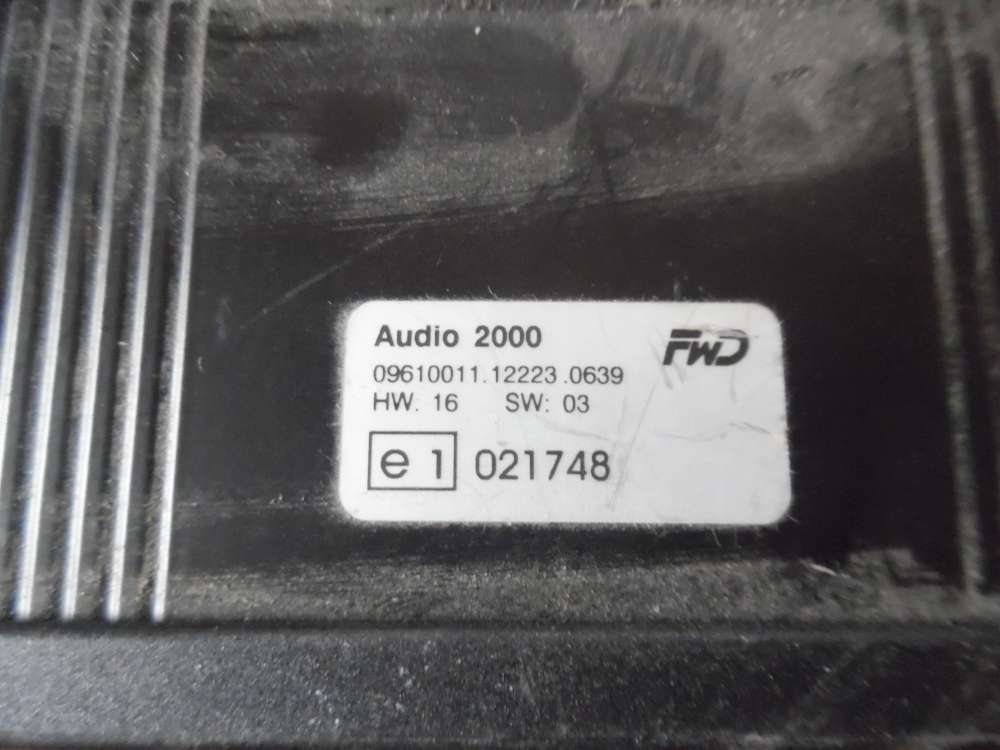 Audio 2000
FWD
09610011.12223.0639
HW. 16 SW: 03
e 1 021748